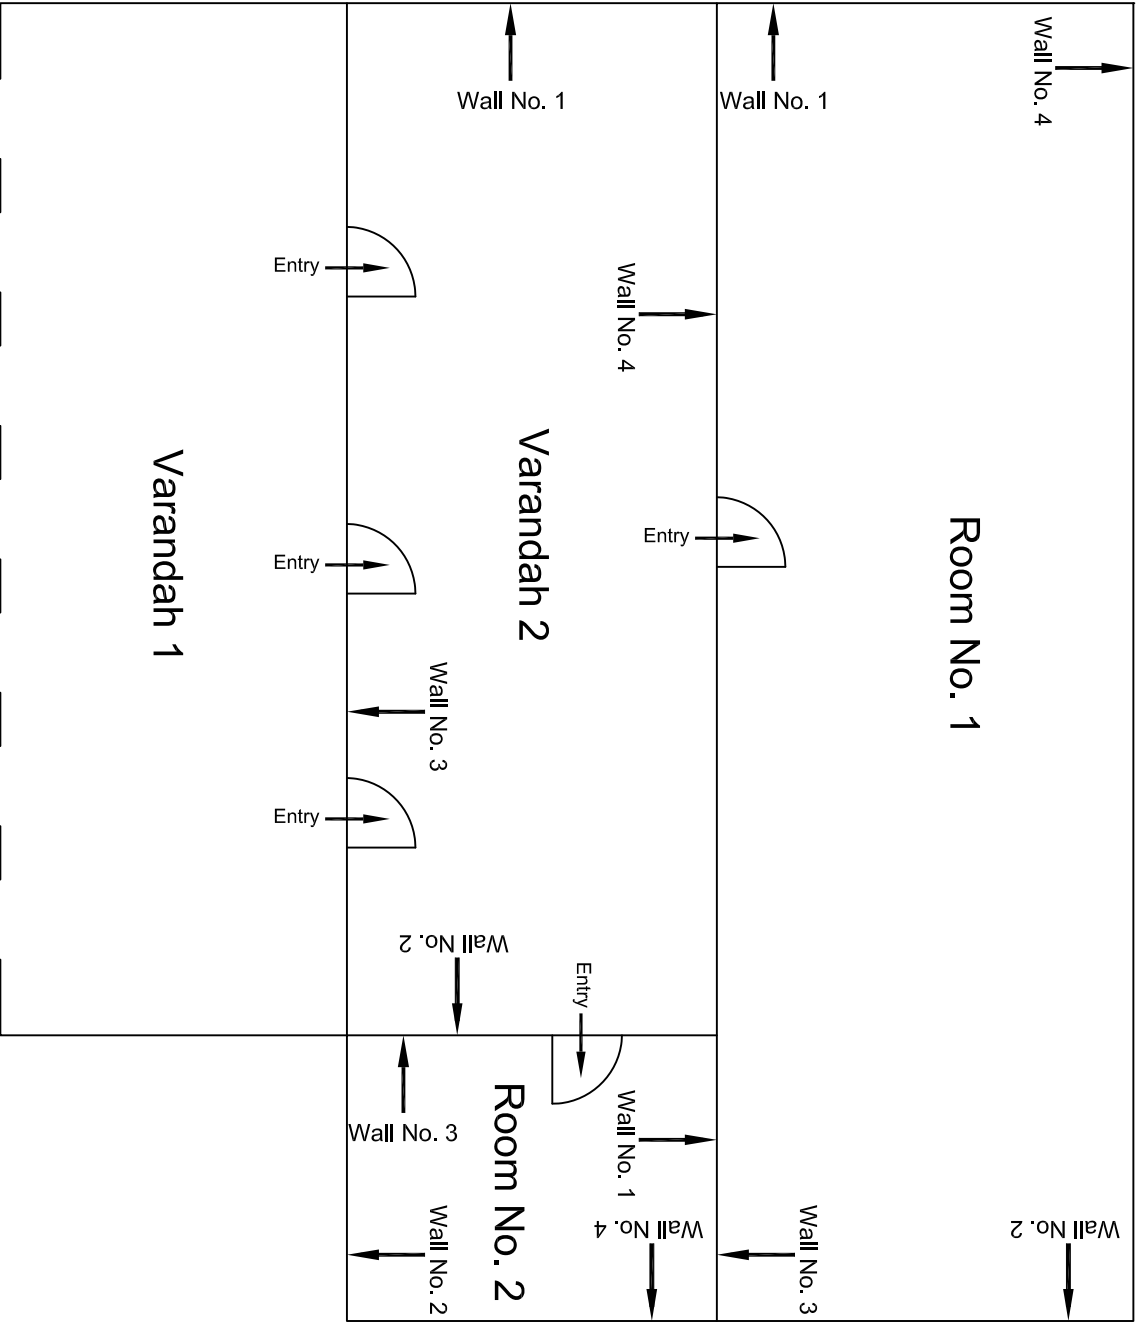 Wall No. 1
Wall No. 1
Wall No. 4
Entry
Wall No. 4
Varandah 1
Varandah 2
Room No. 1
Entry
Entry
Wall No. 3
Entry
Wall No. 2
Entry
Wall No. 3
Room No. 2
Wall No. 1
Wall No. 2
Wall No. 4
Wall No. 3
Wall No. 2